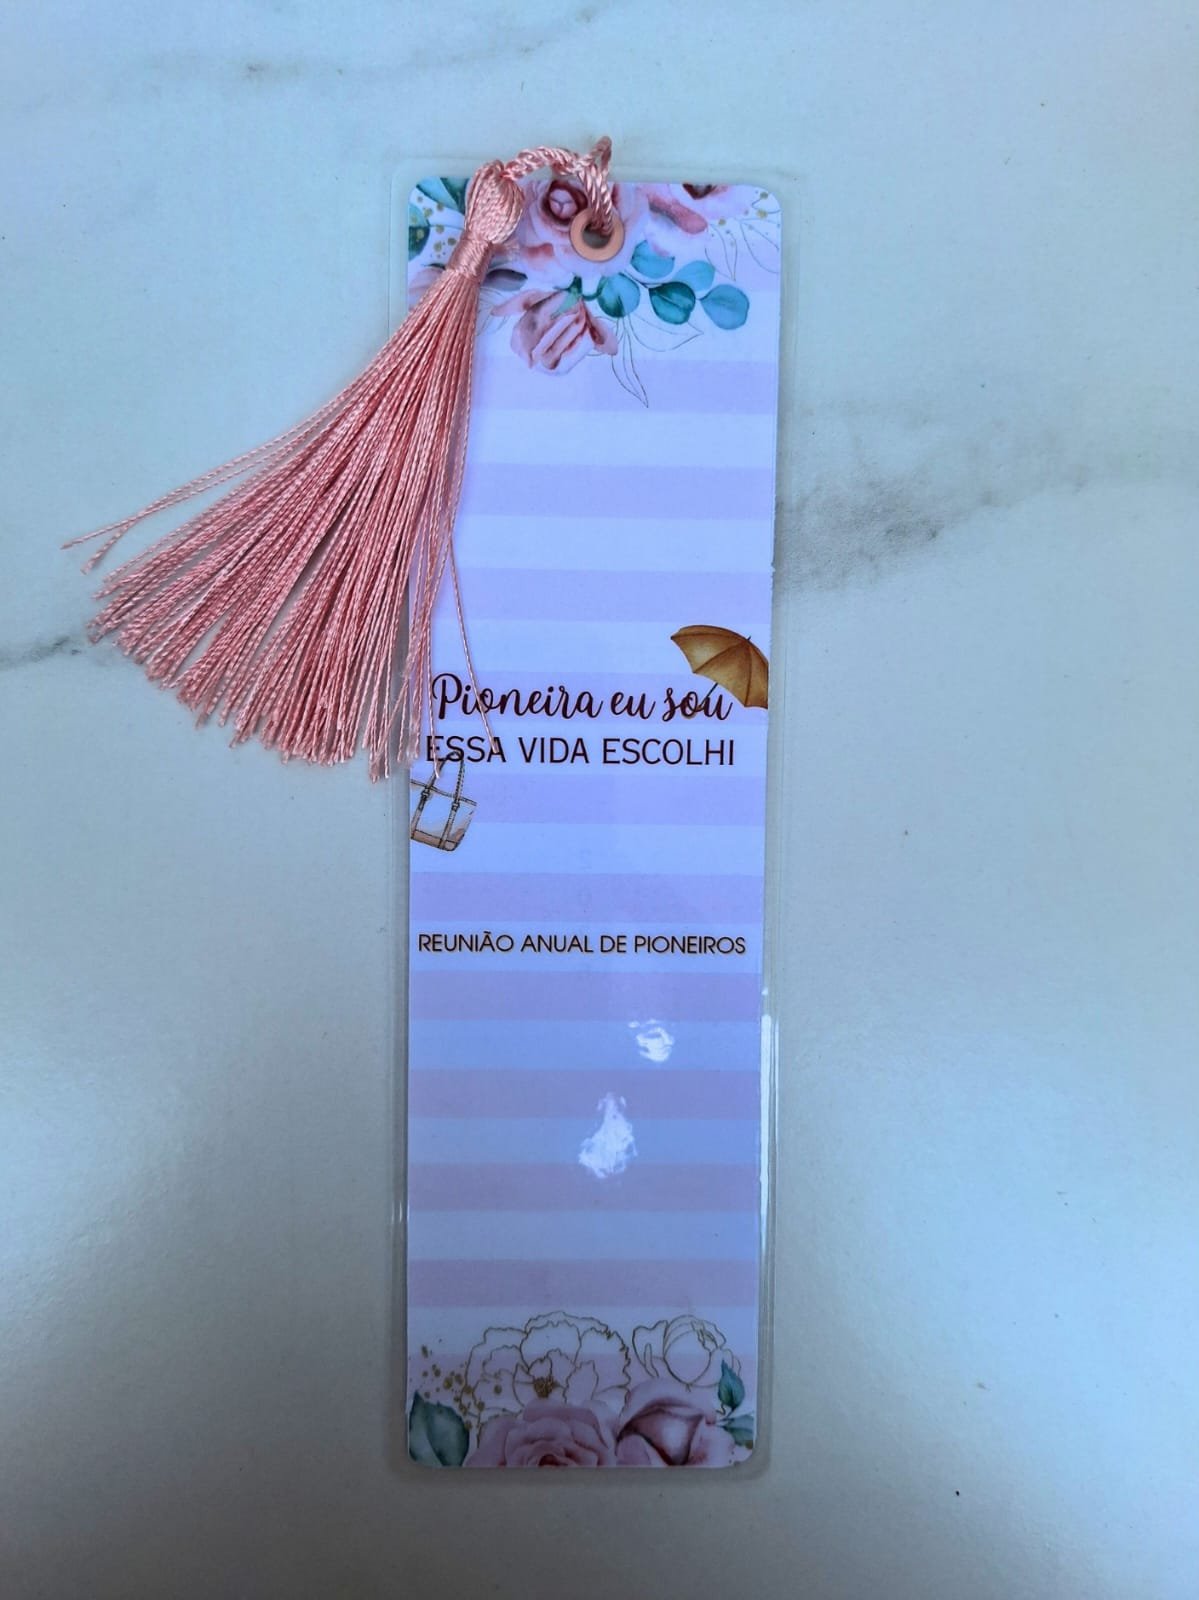 Pioneira eu sou
ESSA VIDA ESCOLHI
REUNIÃO ANUAL DE PIONEIROS